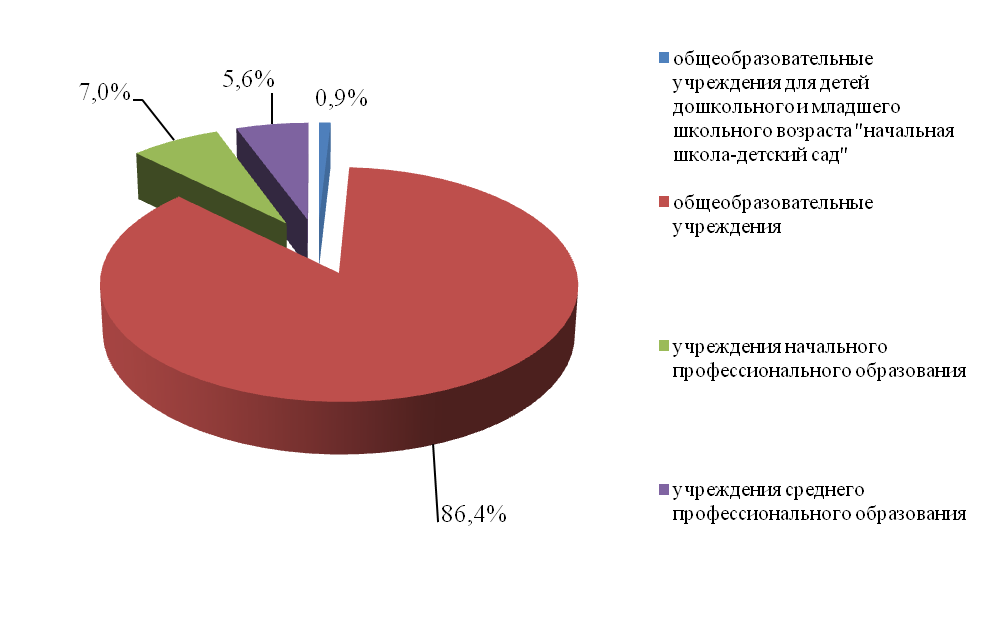 7,0%
5,6%
0,9%
86,4%
общеобразовательные
учреждения для детей
дошкольного и младшего
школьного возраста "начальная
школа-детский сад"
общеобразовательные
учреждения
учреждения начального
профессионального образования
учреждения среднего
профессионального образования